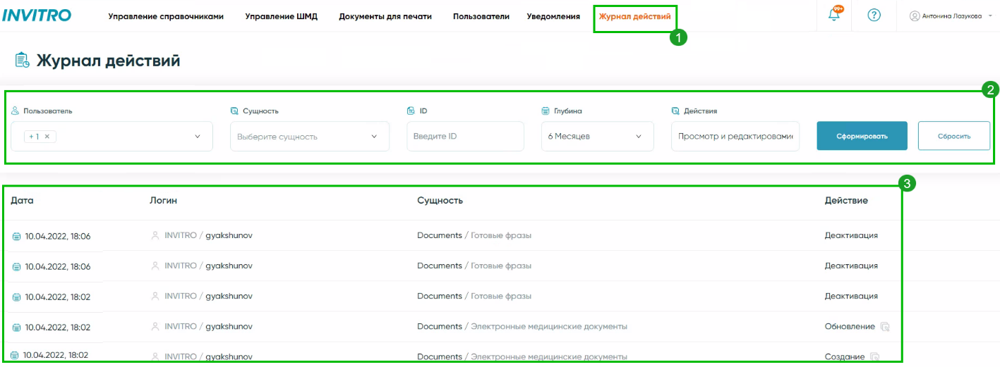 INVITRO Управление справочниками Управление ШМД Документы для печати Пользователи Уведомления Журнал действий 99+ ? Антонина Лазукова
1
Журнал действий
2
Пользователь Сущность ID Глубина Действия
+ 1 × Выберите сущность Введите ID 6 Месяцев Просмотр и редактировани Сформировать Сбросить
3
Дата Логин Сущность Действие
10.04.2022, 18:06 INVITRO / gyakshunov Documents / Готовые фразы Деактивация
10.04.2022, 18:06 INVITRO / gyakshunov Documents / Готовые фразы Деактивация
10.04.2022, 18:02 INVITRO / gyakshunov Documents / Готовые фразы Деактивация
10.04.2022, 18:02 INVITRO / gyakshunov Documents / Электронные медицинские документы Обновление
10.04.2022, 18:02 INVITRO / gyakshunov Documents / Электронные медицинские документы Создание